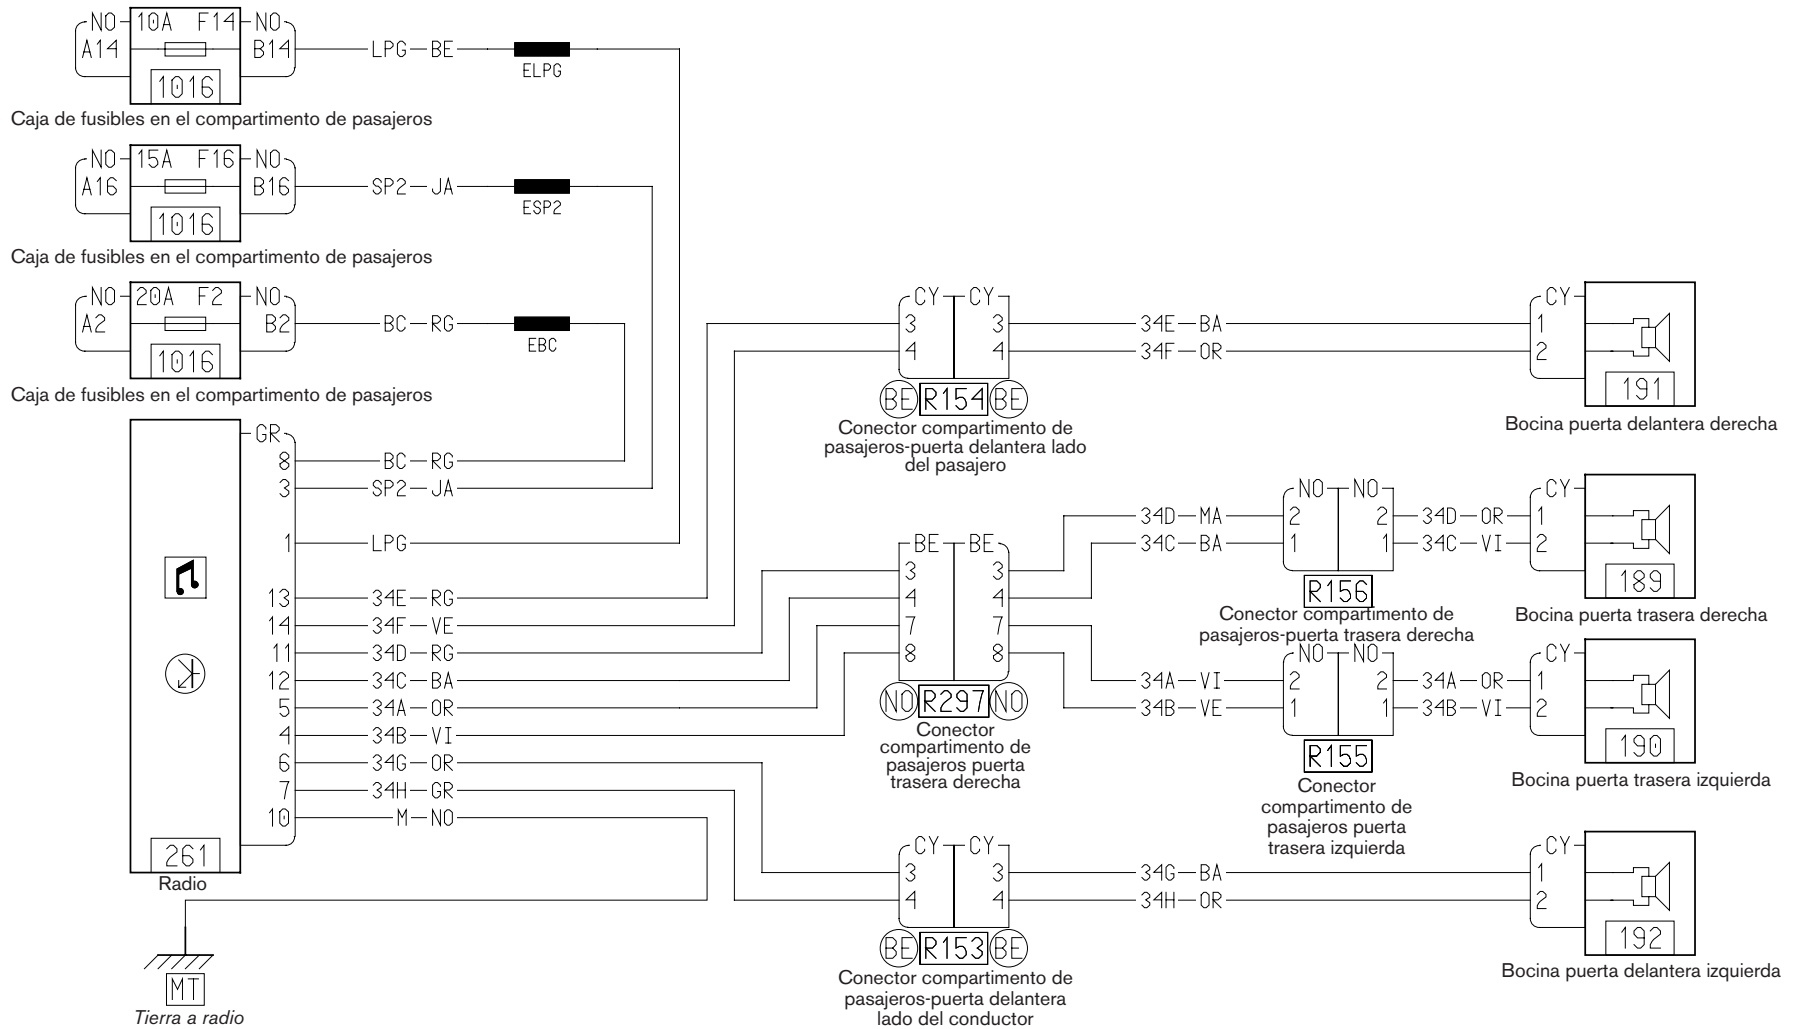 NO 10A F14 NO
A14 B14 LPG BE
ELPG
1016
Caja de fusibles en el compartimento de pasajeros
NO 15A F16 NO
A16 B16 SP2 JA
ESP2
1016
Caja de fusibles en el compartimento de pasajeros
NO 20A F2 NO
A2 B2 BC RG
EBC
1016
Caja de fusibles en el compartimento de pasajeros
GR
8 BC RG
3 SP2 JA
1 LPG
13 34E RG
14 34F VE
11 34D RG
12 34C BA
5 34A OR
4 34B VI
6 34G OR
7 34H GR
10 M NO
261
Radio
MT
Tierra a radio
CY CY
3 3 34E BA
4 4 34F OR
BE R154 BE
Conector compartimento de
pasajeros-puerta delantera lado
del pasajero
CY
1
2
191
Bocina puerta delantera derecha
BE BE
3 3
4 4
7 7
8 8
NO R297 NO
Conector
compartimento de
pasajeros puerta
trasera derecha
34D MA
34C BA
NO NO
2 2 34D OR
1 1 34C VI
R156
Conector compartimento de
pasajeros-puerta trasera derecha
CY
1
2
189
Bocina puerta trasera derecha
34A VI
34B VE
NO NO
2 2 34A OR
1 1 34B VI
R155
Conector
compartimento de
pasajeros puerta
trasera izquierda
CY
1
2
190
Bocina puerta trasera izquierda
CY CY
3 3 34G BA
4 4 34H OR
BE R153 BE
Conector compartimento de
pasajeros-puerta delantera
lado del conductor
CY
1
2
192
Bocina puerta delantera izquierda